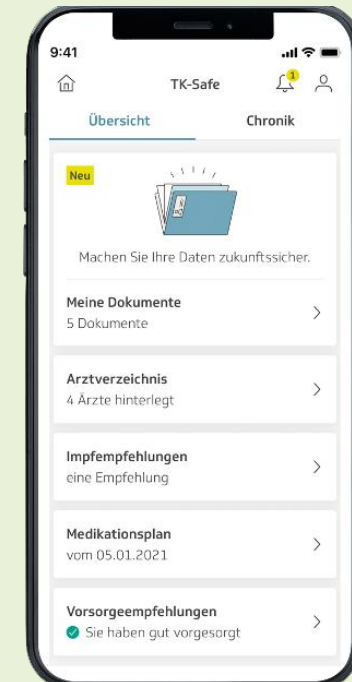 9:41
TK-Safe
1
Übersicht
Chronik
Neu
Machen Sie Ihre Daten zukunftssicher.
Meine Dokumente
5 Dokumente
Arztverzeichnis
4 Ärzte hinterlegt
Impfempfehlungen
eine Empfehlung
Medikationsplan
vom 05.01.2021
Vorsorgeempfehlungen
Sie haben gut vorgesorgt